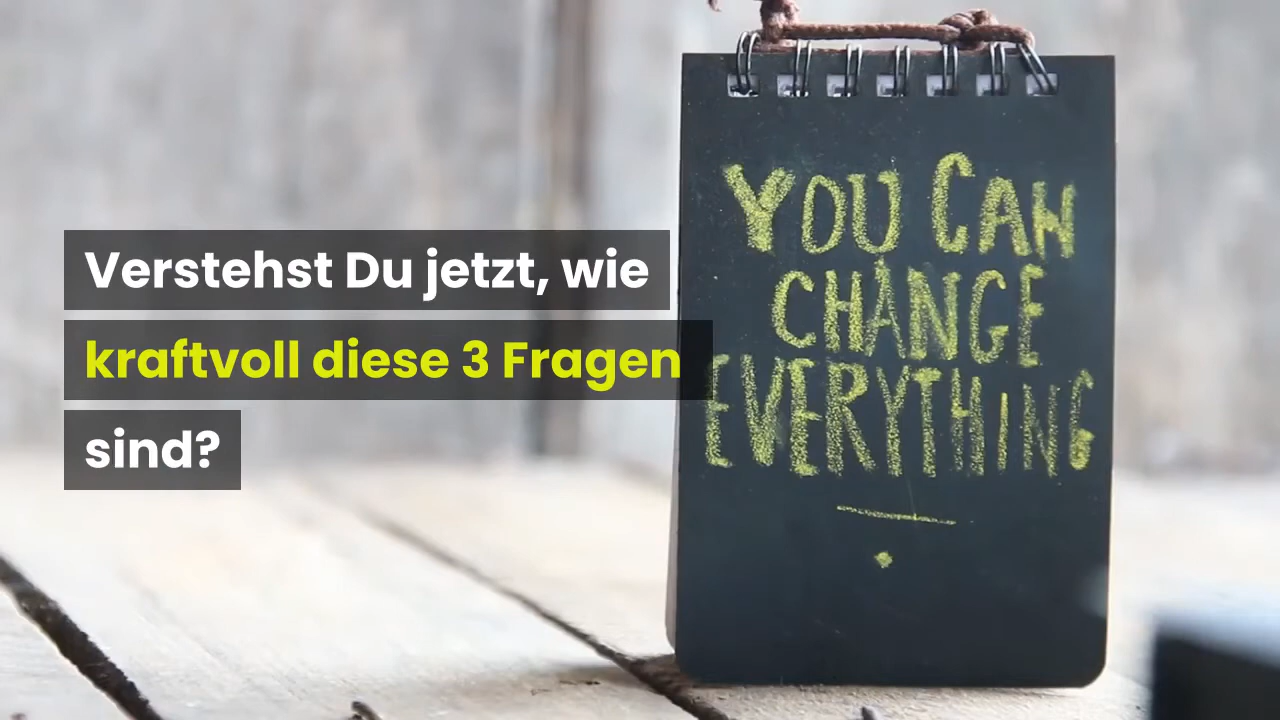 Verstehst Du jetzt, wie
kraftvoll diese 3 Fragen
sind?
YOU CAN
CHANGE
EVERYTHING